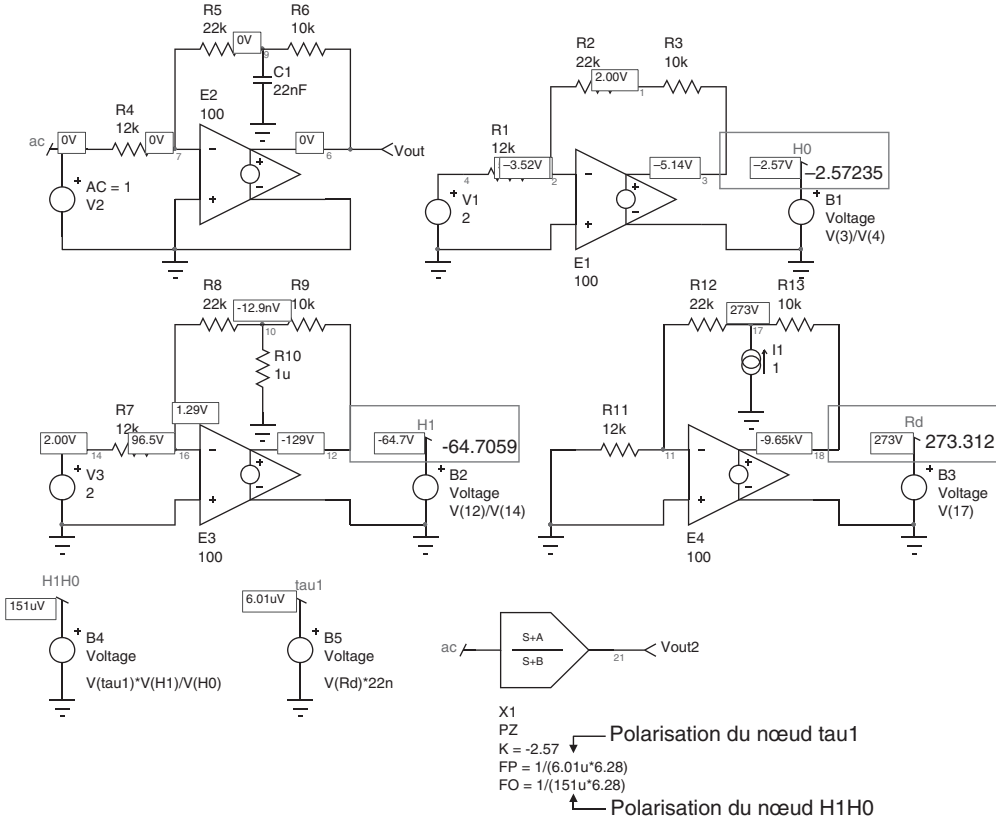 R5
22k
0V
9
R6
10k
C1
22nF
E2
100
R4
12k
ac
0V
0V
7
0V
6
Vout
AC = 1
V2
R2
22k
2.00V
1
R3
10k
R1
12k
4
–3.52V
2
–5.14V
3
H0
–2.57V
–2.57235
V1
2
B1
Voltage
V(3)/V(4)
E1
100
R8
22k
-12.9nV
10
R9
10k
R10
1u
1.29V
R7
12k
2.00V
14
96.5V
16
-129V
12
H1
-64.7V
-64.7059
V3
2
B2
Voltage
V(12)/V(14)
E3
100
R12
22k
273V
17
R13
10k
I1
1
R11
12k
11
-9.65kV
18
Rd
273V
273.312
B3
Voltage
V(17)
E4
100
H1H0
151uV
B4
Voltage
V(tau1)*V(H1)/V(H0)
tau1
6.01uV
B5
Voltage
V(Rd)*22n
ac
S+A
S+B
21
Vout2
X1
PZ
K = -2.57
FP = 1/(6.01u*6.28)
FO = 1/(151u*6.28)
Polarisation du nœud tau1
Polarisation du nœud H1H0